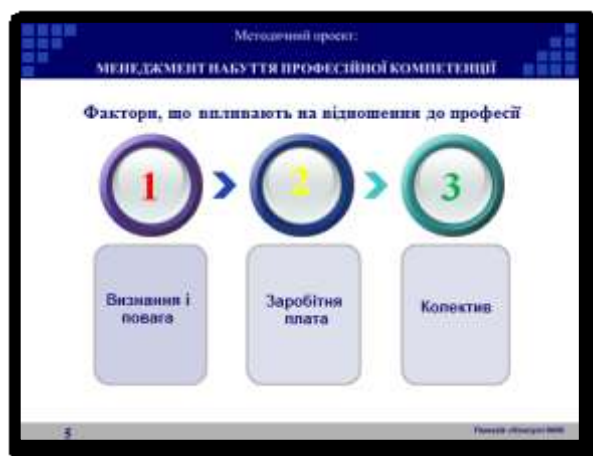 Методичний проект:
МЕНЕДЖМЕНТ НАБУТТЯ ПРОФЕСІЙНОЇ КОМПЕТЕНЦІЇ
Фактори, що впливають на відношення до професії
1
2
3
Визнання і
повага
Заробітня
плата
Колектив